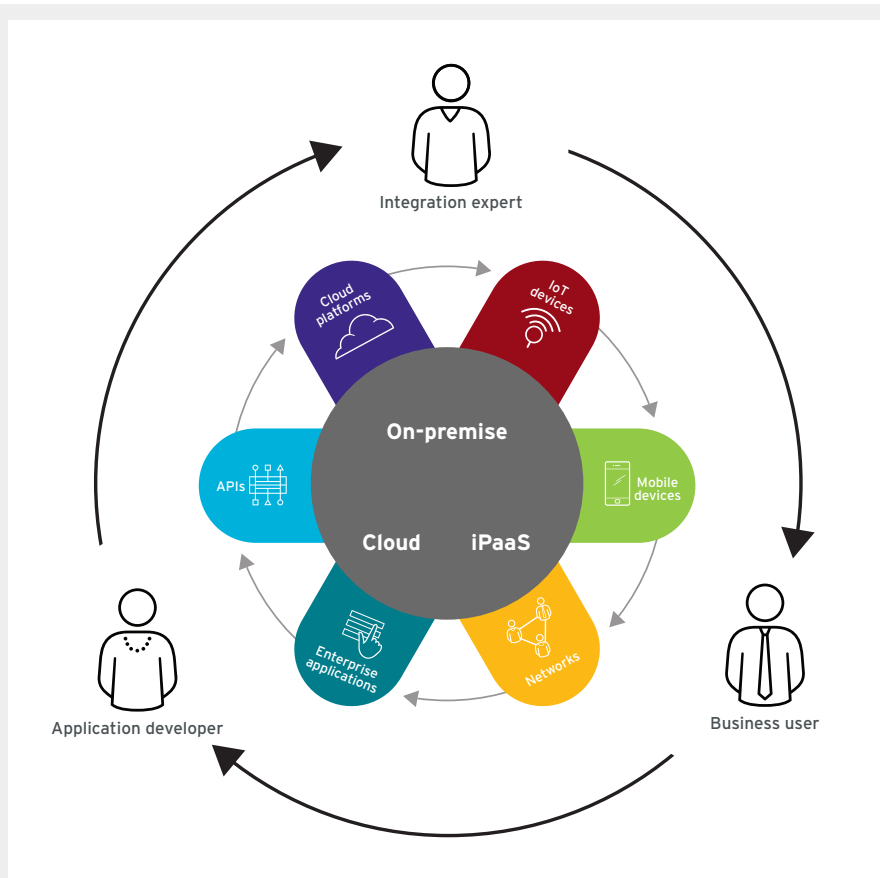 Integration expert
Cloud
platforms
IoT
devices
On-premise
APIs
Mobile
devices
Cloud
iPaaS
Enterprise
applications
Networks
Application developer
Business user